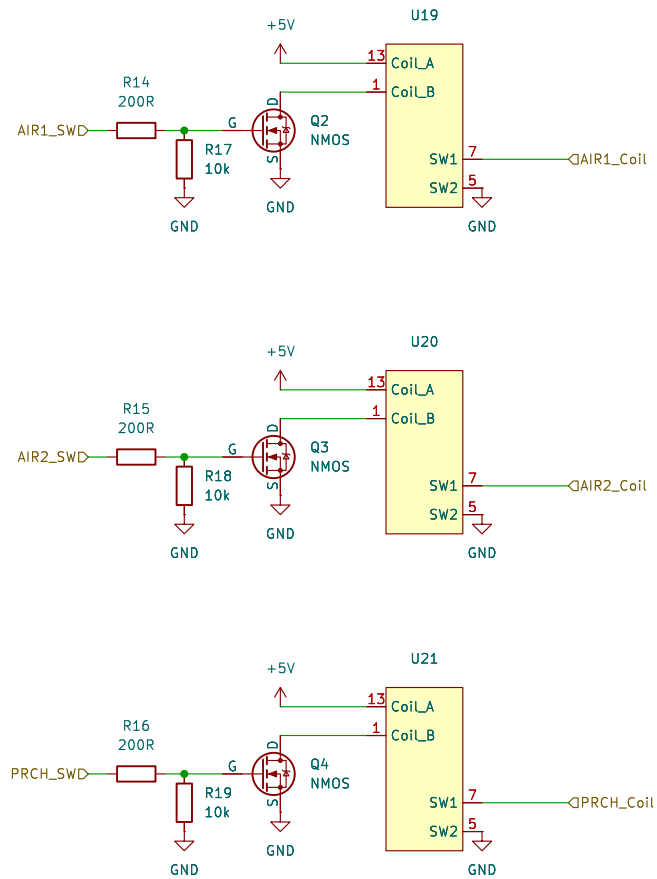 U19
+5V
13
Coil_A
R14
200R
1
Coil_B
D
AIR1_SW
G
Q2
NMOS
R17
10k
S
SW1
7
AIR1_Coil
SW2
5
GND
GND
GND
U20
+5V
13
Coil_A
R15
200R
1
Coil_B
D
AIR2_SW
G
Q3
NMOS
R18
10k
S
SW1
7
AIR2_Coil
SW2
5
GND
GND
GND
U21
+5V
13
Coil_A
R16
200R
1
Coil_B
D
PRCH_SW
G
Q4
NMOS
R19
10k
S
SW1
7
PRCH_Coil
SW2
5
GND
GND
GND